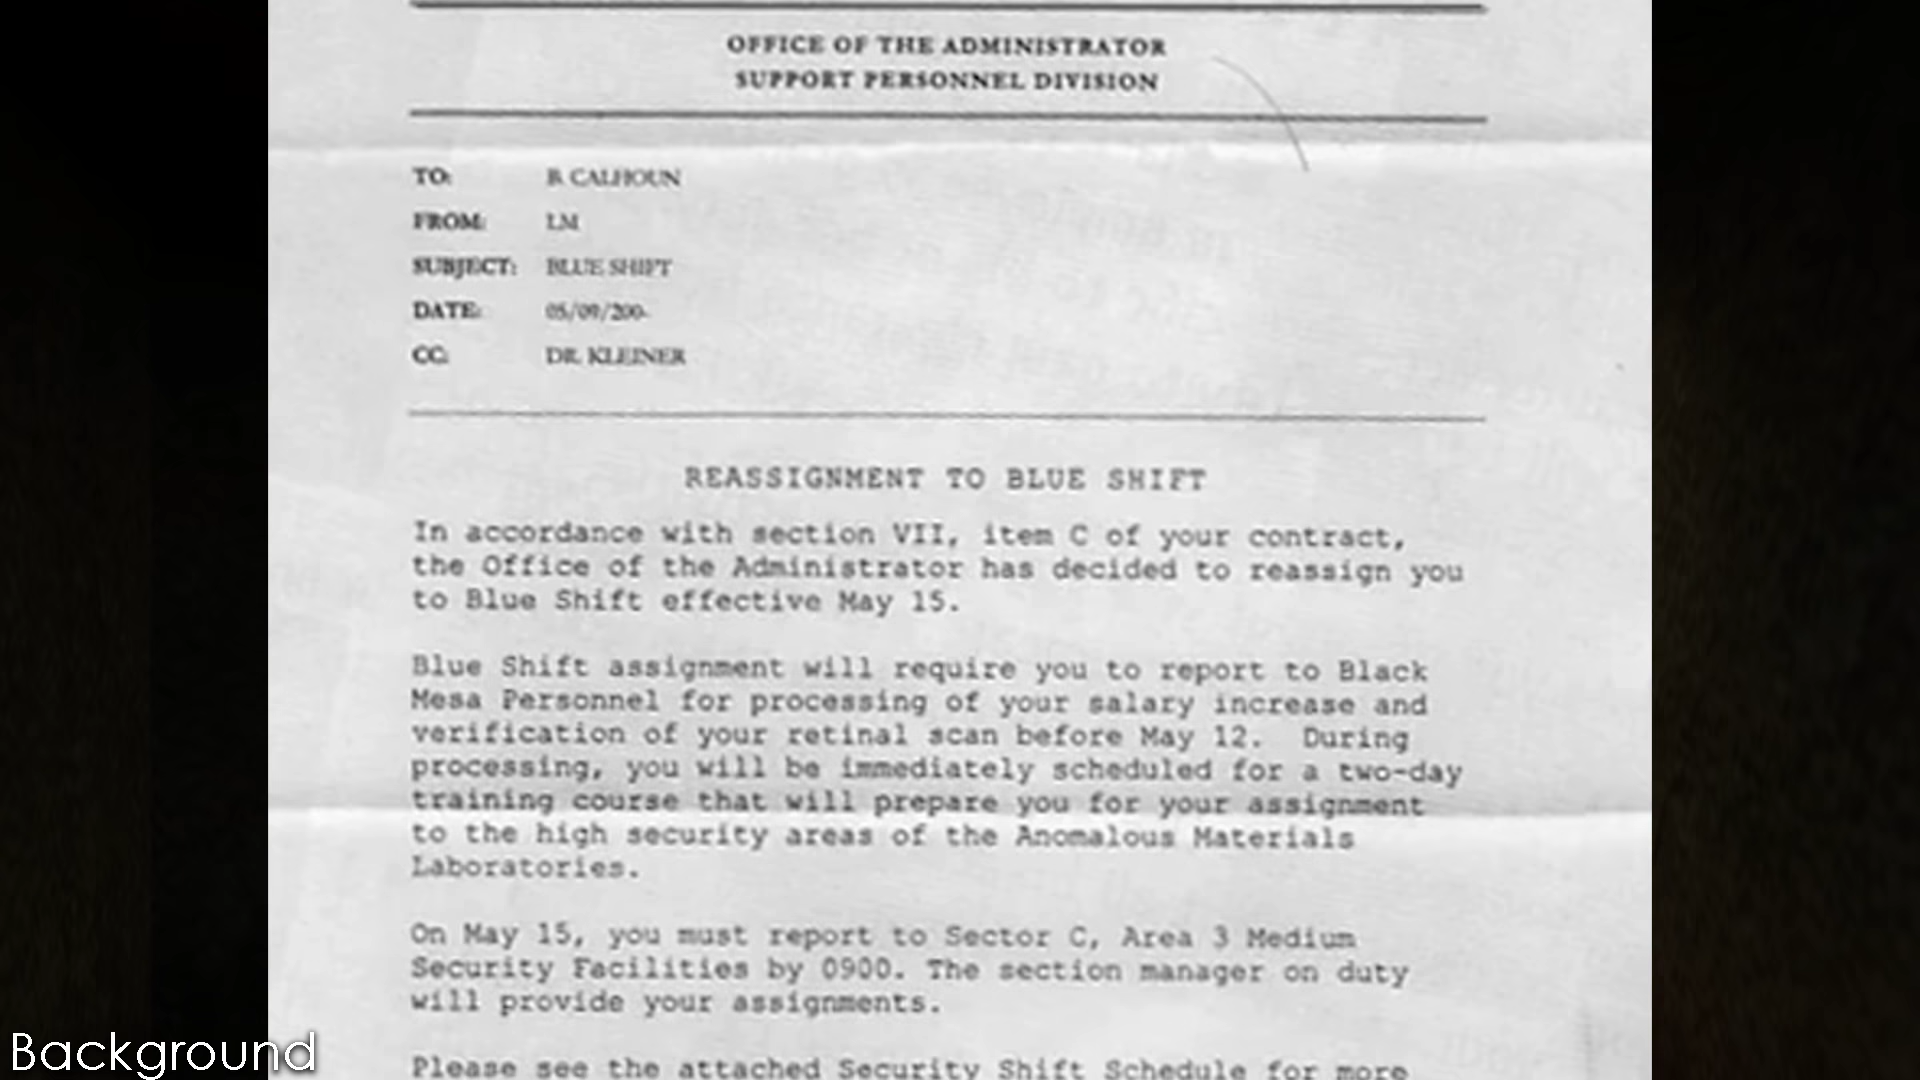 OFFICE OF THE ADMINISTRATOR
SUPPORT PERSONNEL DIVISION
TO: B. CALHOUN
FROM: LM
SUBJECT: BLUE SHIFT
DATE: 05/09/200-
CC: DR. KLEINER
REASSIGNMENT TO BLUE SHIFT
In accordance with section VII, item C of your contract,
the Office of the Administrator has decided to reassign you
to Blue Shift effective May 15.
Blue Shift assignment will require you to report to Black
Mesa Personnel for processing of your salary increase and
verification of your retinal scan before May 12. During
processing, you will be immediately scheduled for a two-day
training course that will prepare you for your assignment
to the high security areas of the Anomalous Materials
Laboratories.
On May 15, you must report to Sector C, Area 3 Medium
Security Facilities by 0900. The section manager on duty
will provide your assignments.
Please see the attached Security Shift Schedule for more
Background